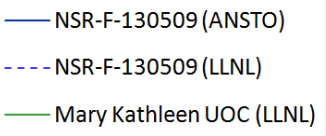 NSR-F-130509 (ANSTO)
NSR-F-130509 (LLNL)
Mary Kathleen UOC (LLNL)